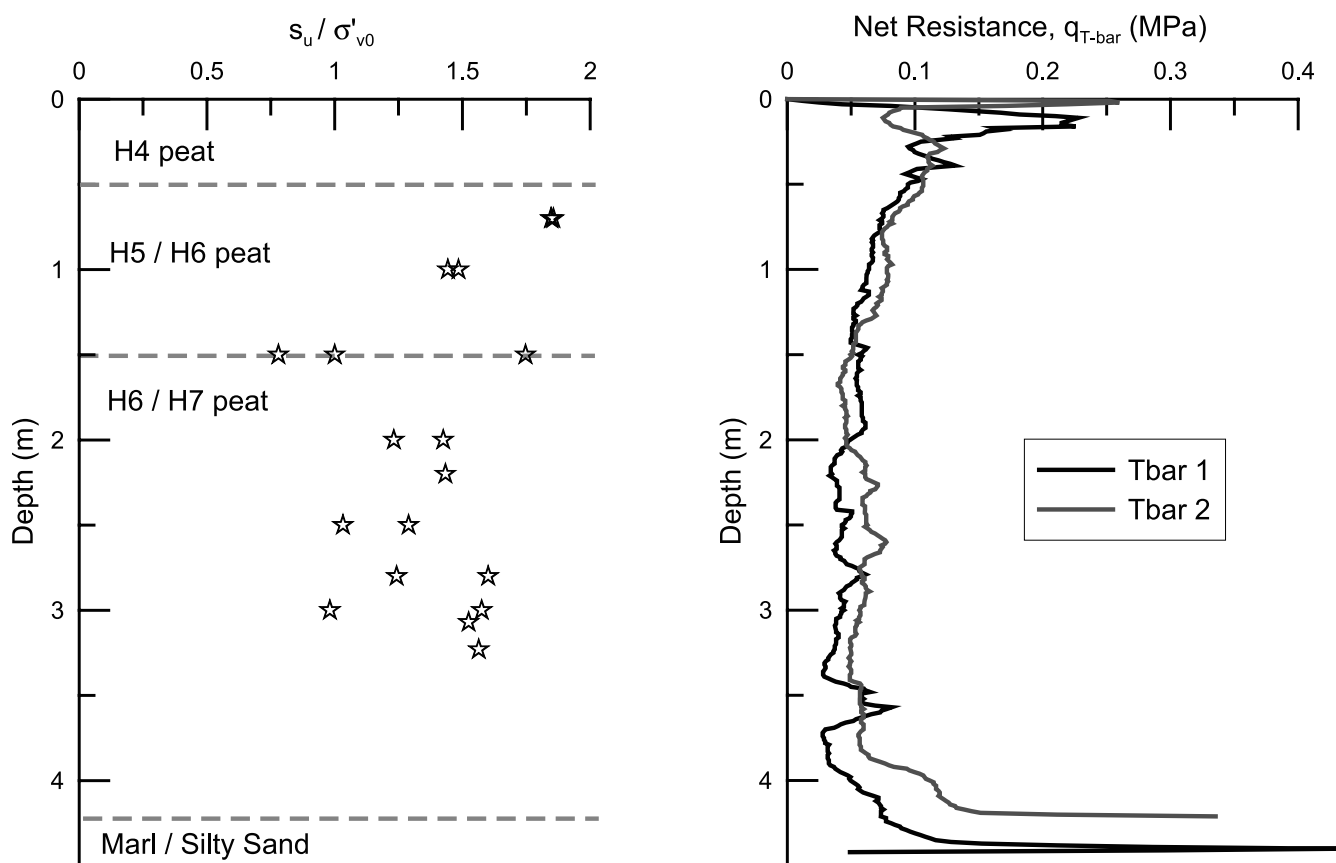 s_u / σ'_v0
0 0.5 1 1.5 2
Depth (m)
0
1
2
3
4
H4 peat
H5 / H6 peat
H6 / H7 peat
Marl / Silty Sand
Net Resistance, q_T-bar (MPa)
0 0.1 0.2 0.3 0.4
Depth (m)
0
1
2
3
4
Tbar 1
Tbar 2